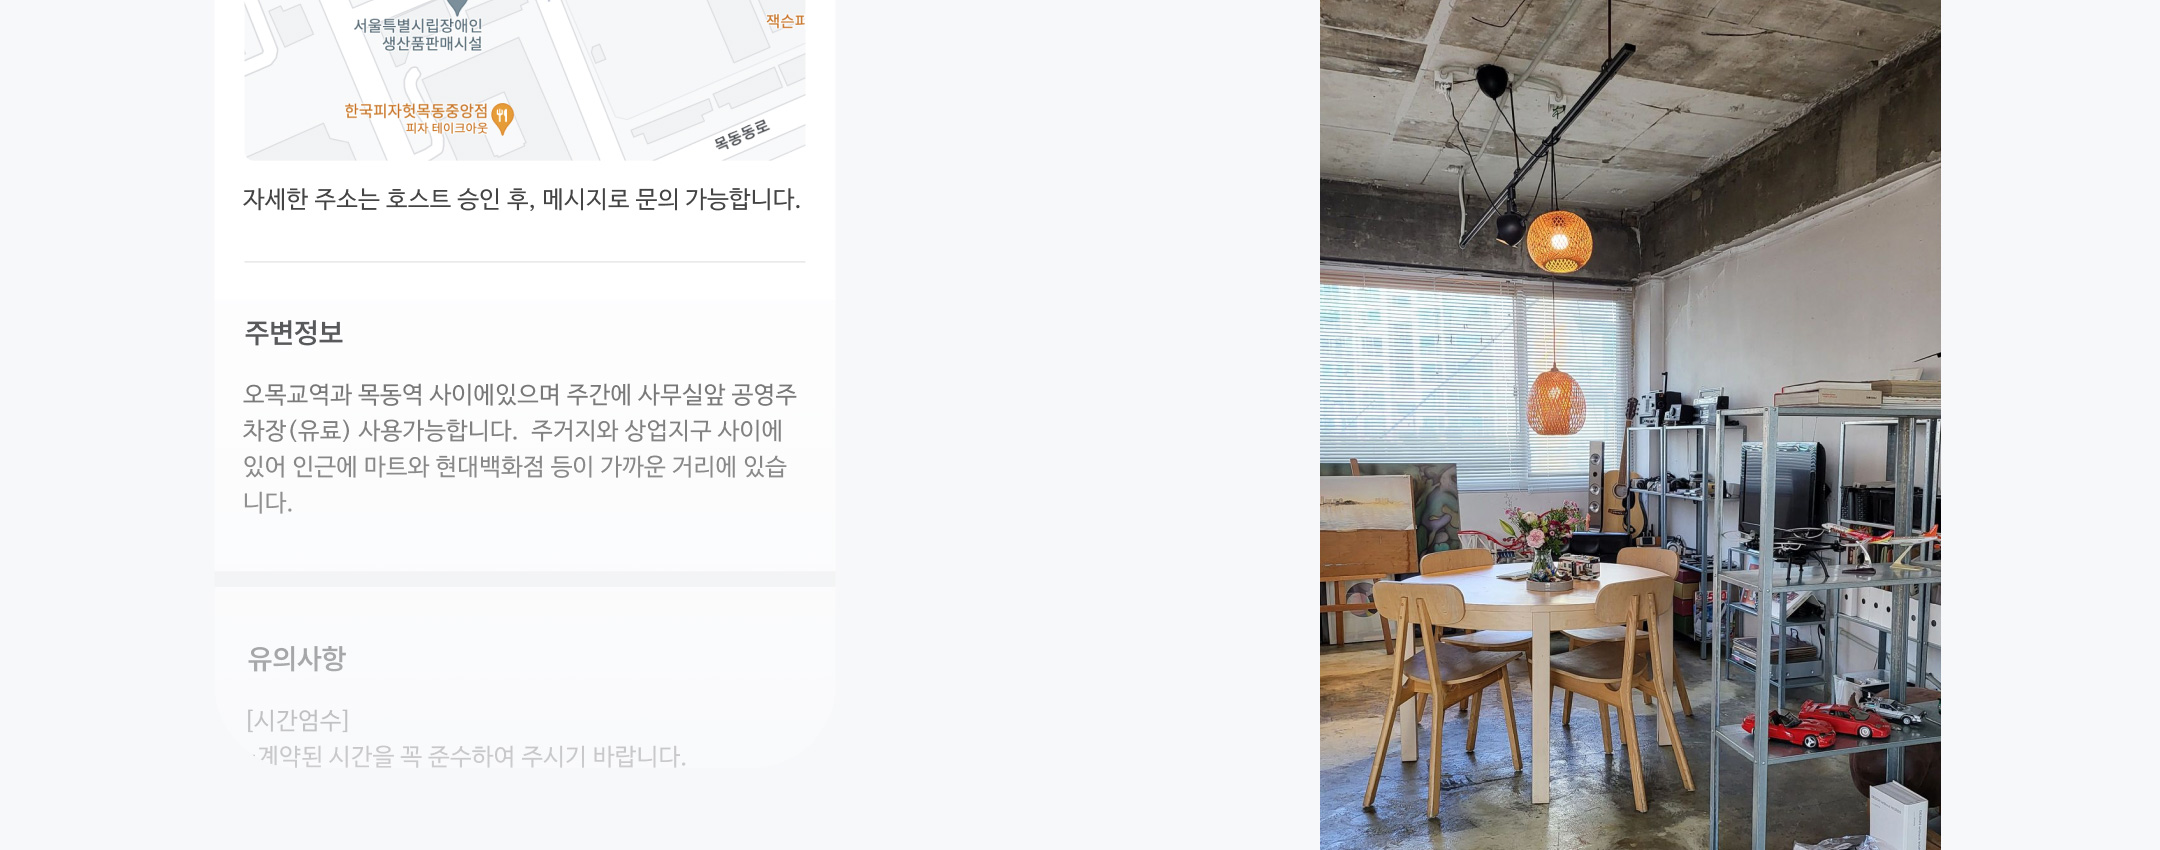 서울특별시립장애인
생산품판매시설
잭슨피
한국피자헛목동중앙점
피자 테이크아웃
목동동로
자세한 주소는 호스트 승인 후, 메시지로 문의 가능합니다.
주변정보
오목교역과 목동역 사이에있으며 주간에 사무실앞 공영주
차장(유료) 사용가능합니다. 주거지와 상업지구 사이에
있어 인근에 마트와 현대백화점 등이 가까운 거리에 있습
니다.
유의사항
[시간엄수]
·계약된 시간을 꼭 준수하여 주시기 바랍니다.